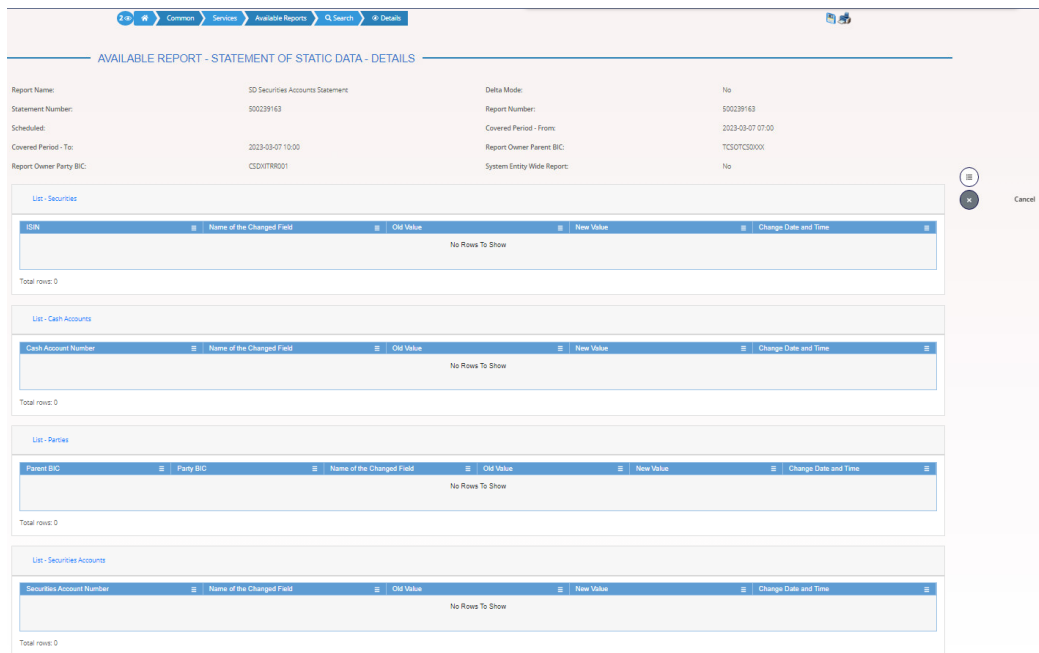 2 Common Services Available Reports Search Details
AVAILABLE REPORT - STATEMENT OF STATIC DATA - DETAILS
Report Name: SD Securities Accounts Statement Delta Mode: No
Statement Number: 500239163 Report Number: 500239163
Scheduled: Covered Period - From: 2023-03-07 07:00
Covered Period - To: 2023-03-07 10:00 Report Owner Parent BIC: TCSOTCS0XXX
Report Owner Party BIC: CSDXITRR001 System Entity Wide Report: No
Cancel
List - Securities
ISIN Name of the Changed Field Old Value New Value Change Date and Time
No Rows To Show
Total rows: 0
List - Cash Accounts
Cash Account Number Name of the Changed Field Old Value New Value Change Date and Time
No Rows To Show
Total rows: 0
List - Parties
Parent BIC Party BIC Name of the Changed Field Old Value New Value Change Date and Time
No Rows To Show
Total rows: 0
List - Securities Accounts
Securities Account Number Name of the Changed Field Old Value New Value Change Date and Time
No Rows To Show
Total rows: 0